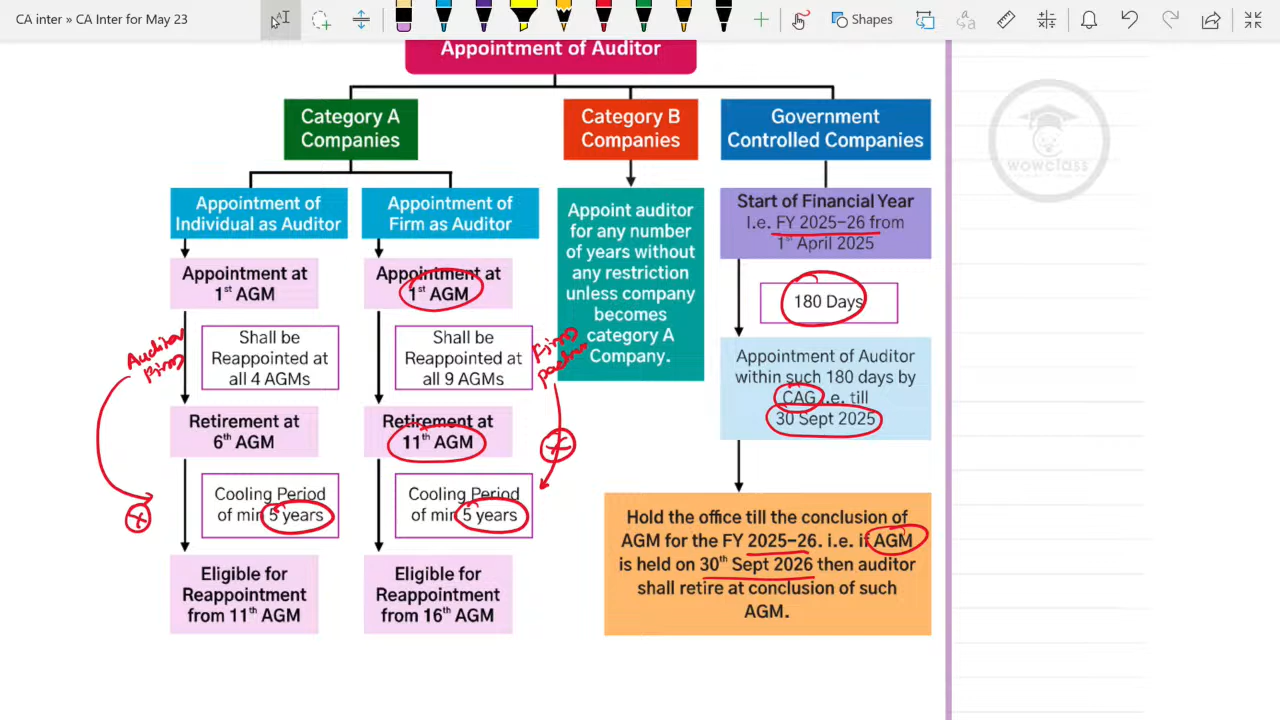 CA inter » CA Inter for May 23
Shapes
Appointment of Auditor
Category A
Companies
Category B
Companies
Government
Controlled Companies
Appointment of
Individual as Auditor
Appointment of
Firm as Auditor
Appointment at
1st AGM
Appointment at
1st AGM
Shall be
Reappointed at
all 4 AGMs
Shall be
Reappointed at
all 9 AGMs
Auditor
Firm
Firm
partner
Retirement at
6th AGM
Retirement at
11th AGM
Cooling Period
of min 5 years
Cooling Period
of min 5 years
Eligible for
Reappointment
from 11th AGM
Eligible for
Reappointment
from 16th AGM
Appoint auditor
for any number
of years without
any restriction
unless company
becomes
category A
Company.
Start of Financial Year
I.e. FY 2025-26 from
1st April 2025
180 Days
Appointment of Auditor
within such 180 days by
CAG i.e. till
30 Sept 2025
Hold the office till the conclusion of
AGM for the FY 2025-26. i.e. if AGM
is held on 30th Sept 2026 then auditor
shall retire at conclusion of such
AGM.
wowclass